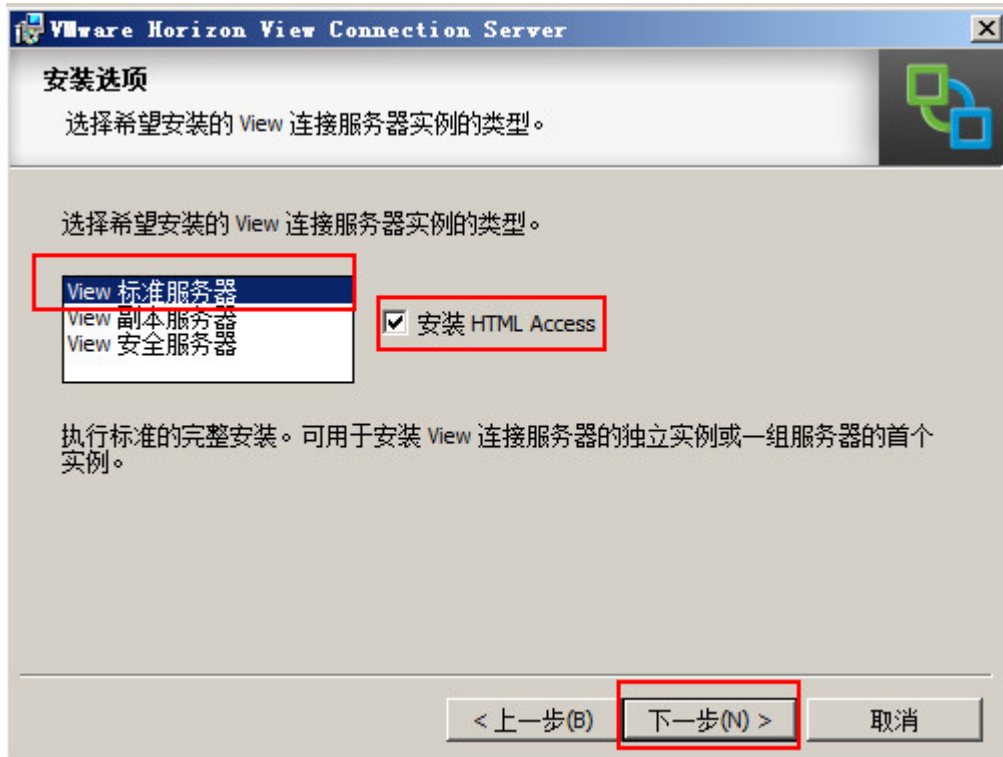 VMware Horizon View Connection Server
安装选项
选择希望安装的 View 连接服务器实例的类型。
选择希望安装的 View 连接服务器实例的类型。
View 标准服务器
View 副本服务器
View 安全服务器
安装 HTML Access
执行标准的完整安装。可用于安装 View 连接服务器的独立实例或一组服务器的首个
实例。
< 上一步(B)
下一步(N) >
取消